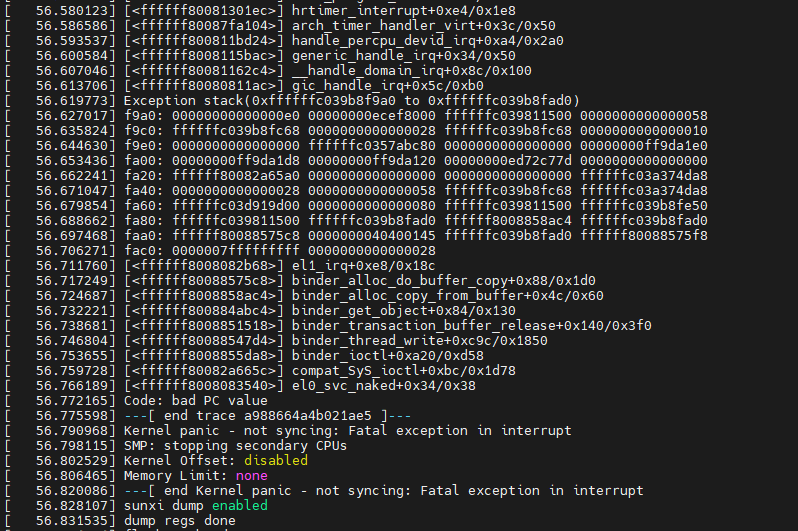 [   56.580123] [<ffffff80081301ec>] hrtimer_interrupt+0xe4/0x1e8
[   56.586586] [<ffffff80087fa104>] arch_timer_handler_virt+0x3c/0x50
[   56.593537] [<ffffff800811bd24>] handle_percpu_devid_irq+0xa4/0x2a0
[   56.600584] [<ffffff8008115bac>] generic_handle_irq+0x34/0x50
[   56.607046] [<ffffff80081162c4>] __handle_domain_irq+0x8c/0x100
[   56.613706] [<ffffff80080811ac>] gic_handle_irq+0x5c/0xb0
[   56.619773] Exception stack(0xffffffc039b8f9a0 to 0xffffffc039b8fad0)
[   56.627017] f9a0: 00000000000000e0 00000000ecef8000 ffffffc039811500 0000000000000058
[   56.635824] f9c0: ffffffc039b8fc68 0000000000000028 ffffffc039b8fc68 0000000000000010
[   56.644630] f9e0: 0000000000000000 ffffffc0357abc80 0000000000000000 00000000ff9da1e0
[   56.653436] fa00: 00000000ff9da1d8 00000000ff9da120 00000000ed72c77d 0000000000000000
[   56.662241] fa20: ffffff80082a65a0 0000000000000000 0000000000000000 ffffffc03a374da8
[   56.671047] fa40: 0000000000000028 0000000000000058 ffffffc039b8fc68 ffffffc03a374da8
[   56.679854] fa60: ffffffc03d919d00 0000000000000080 ffffffc039811500 ffffffc039b8fe50
[   56.688662] fa80: ffffffc039811500 ffffffc039b8fad0 ffffff8008858ac4 ffffffc039b8fad0
[   56.697468] faa0: ffffff80088575c8 0000000040400145 ffffffc039b8fad0 ffffff80088575f8
[   56.706271] fac0: 0000007fffffffff 0000000000000028
[   56.711760] [<ffffff8008082b68>] el1_irq+0xe8/0x18c
[   56.717249] [<ffffff80088575c8>] binder_alloc_do_buffer_copy+0x88/0x1d0
[   56.724687] [<ffffff8008858ac4>] binder_alloc_copy_from_buffer+0x4c/0x60
[   56.732221] [<ffffff800884abc4>] binder_get_object+0x84/0x130
[   56.738681] [<ffffff8008851518>] binder_transaction_buffer_release+0x140/0x3f0
[   56.746804] [<ffffff80088547d4>] binder_thread_write+0xc9c/0x1850
[   56.753655] [<ffffff8008855da8>] binder_ioctl+0xa20/0xd58
[   56.759728] [<ffffff80082a665c>] compat_SyS_ioctl+0xbc/0x1d78
[   56.766189] [<ffffff8008083540>] el0_svc_naked+0x34/0x38
[   56.772165] Code: bad PC value
[   56.775598] ---[ end trace a988664a4b021ae5 ]---
[   56.790968] Kernel panic - not syncing: Fatal exception in interrupt
[   56.798115] SMP: stopping secondary CPUs
[   56.802529] Kernel Offset: disabled
[   56.806465] Memory Limit: none
[   56.820086] ---[ end Kernel panic - not syncing: Fatal exception in interrupt
[   56.828107] sunxi dump enabled
[   56.831535] dump regs done